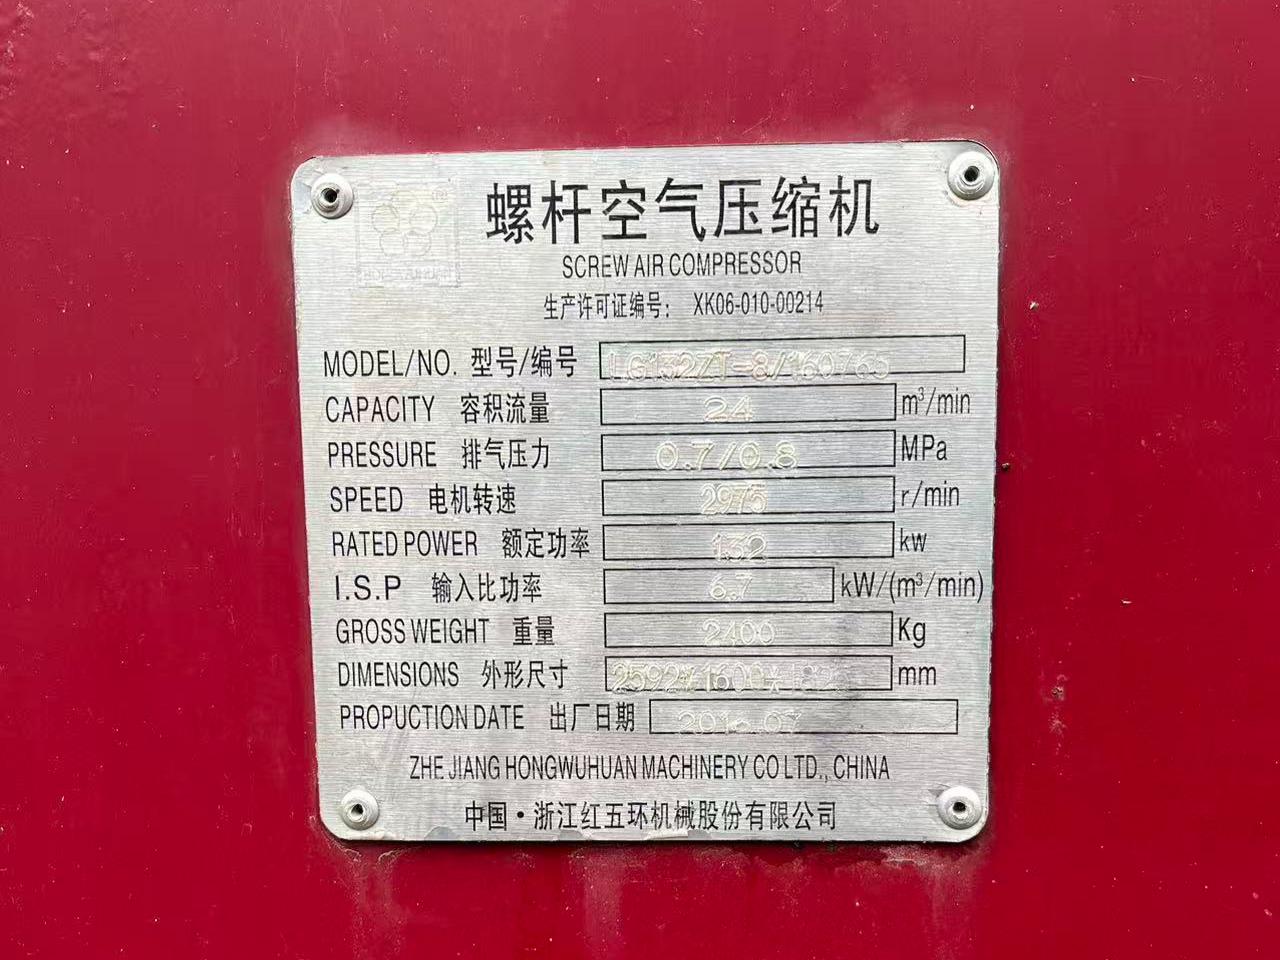 螺杆空气压缩机
SCREW AIR COMPRESSOR
生产许可证编号: XK06-010-00214
MODEL/NO. 型号/编号 LG132ZT-8/160765
CAPACITY 容积流量 24 m³/min
PRESSURE 排气压力 0.7/0.8 MPa
SPEED 电机转速 2975 r/min
RATED POWER 额定功率 132 kw
I.S.P 输入比功率 6.7 kW/(m³/min)
GROSS WEIGHT 重量 2400 Kg
DIMENSIONS 外形尺寸 2592*1600* mm
PROPUCTION DATE 出厂日期
ZHE JIANG HONGWUHUAN MACHINERY CO LTD., CHINA
中国·浙江红五环机械股份有限公司